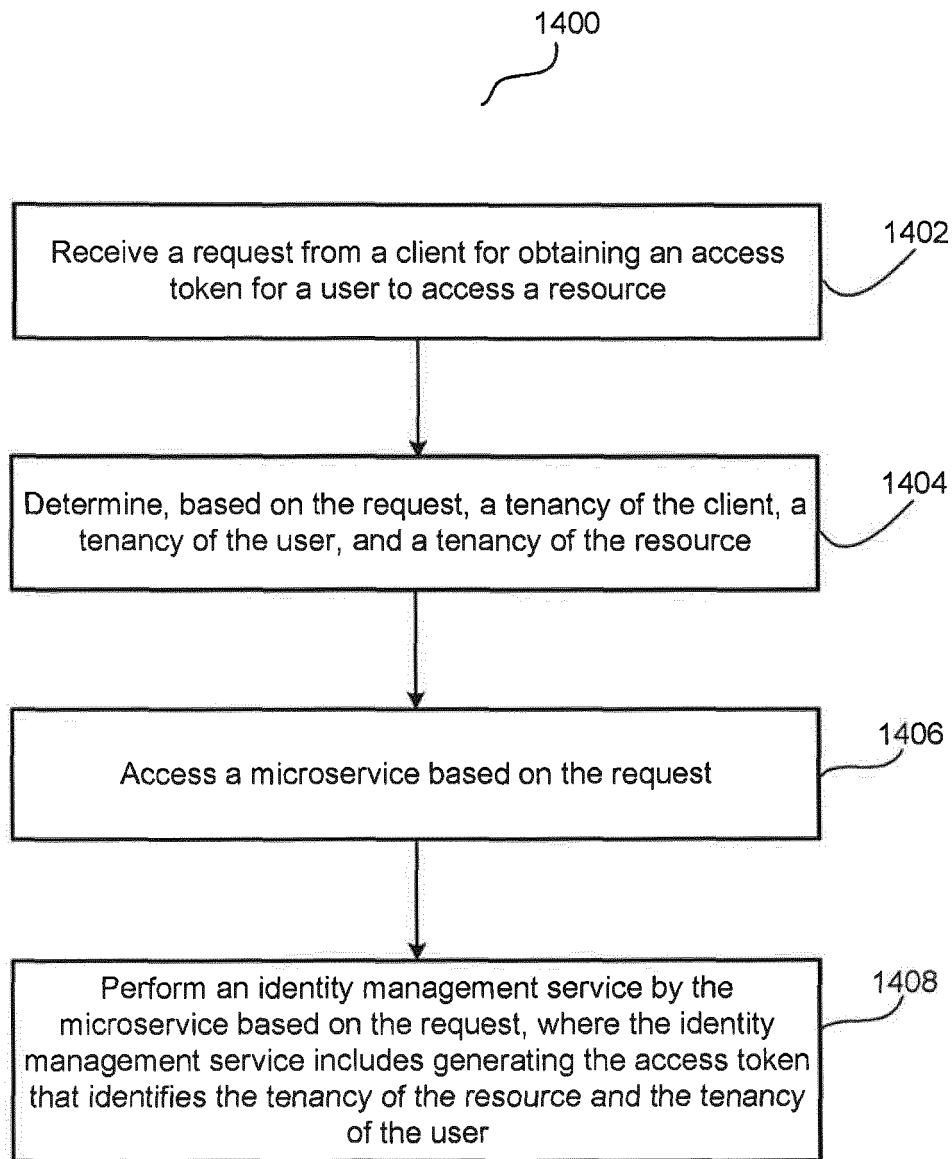 1400
Receive a request from a client for obtaining an access
token for a user to access a resource
1402
Determine, based on the request, a tenancy of the client, a
tenancy of the user, and a tenancy of the resource
1404
Access a microservice based on the request
1406
Perform an identity management service by the
microservice based on the request, where the identity
management service includes generating the access token
that identifies the tenancy of the resource and the tenancy
of the user
1408